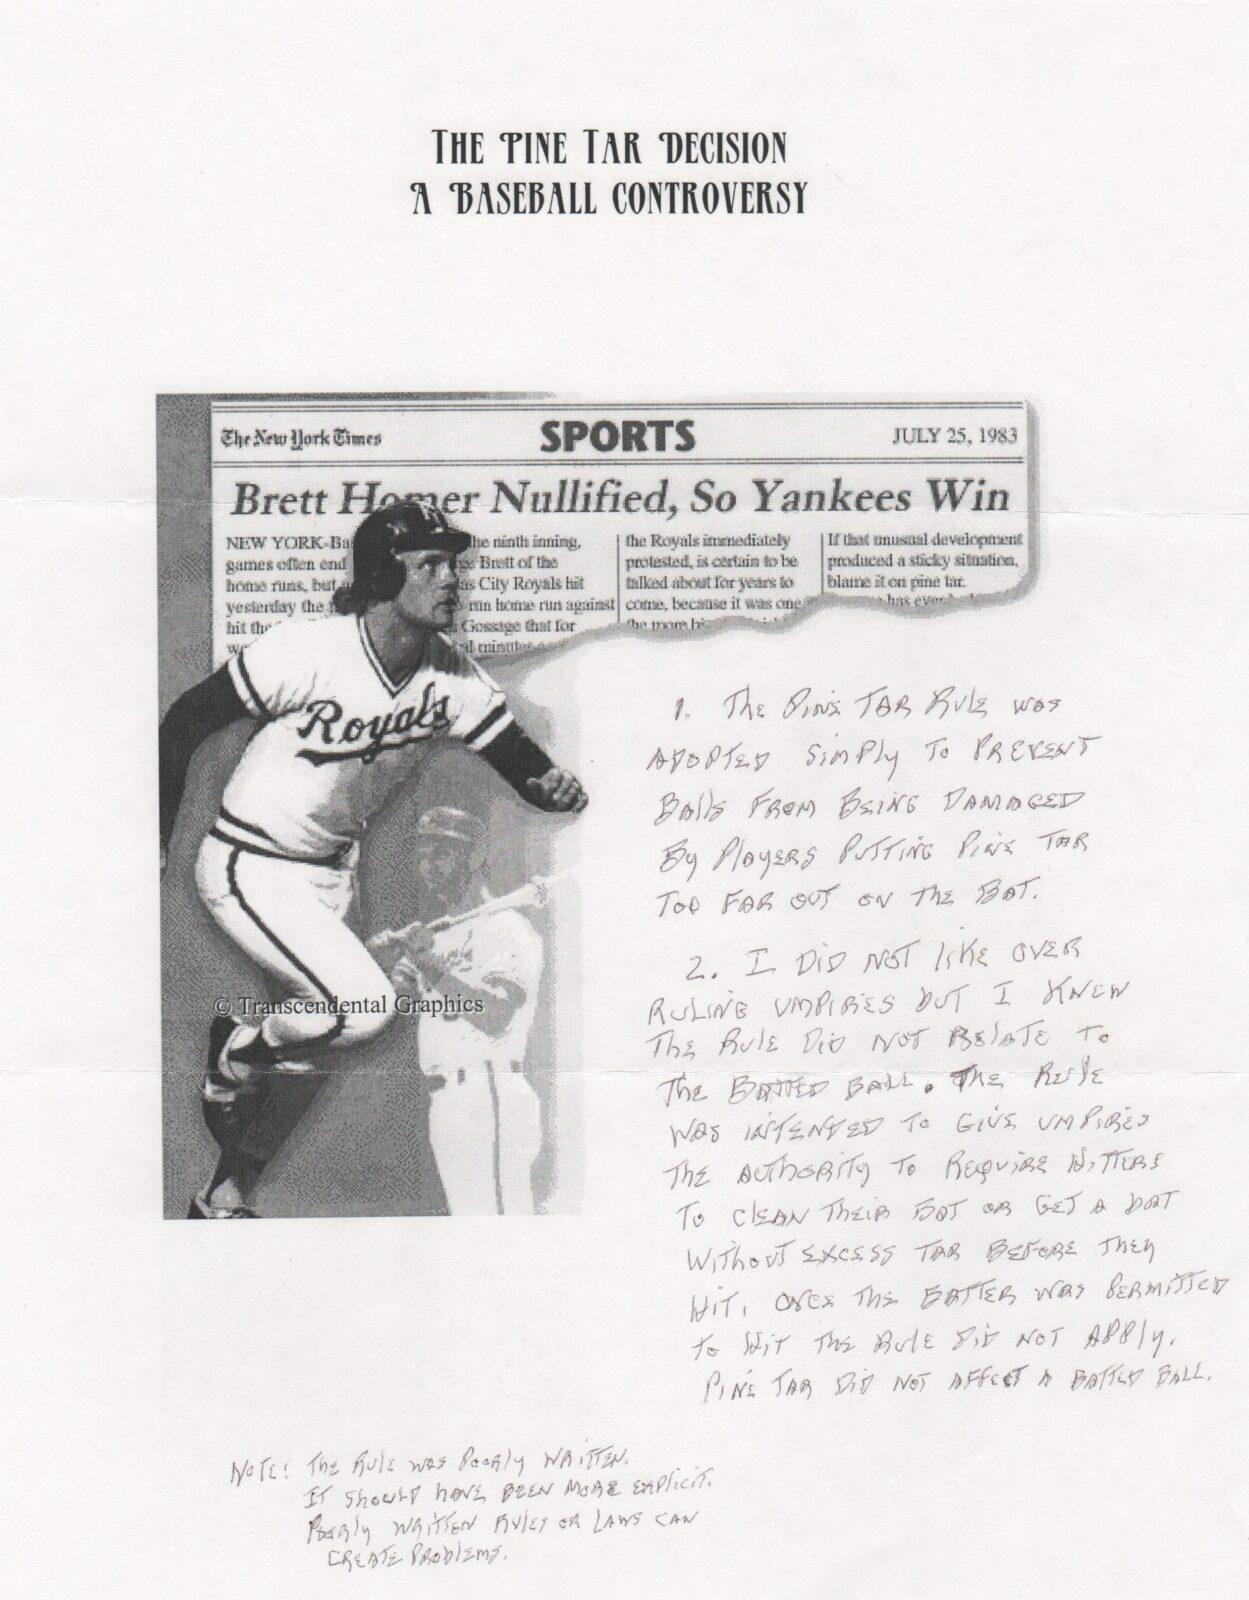 THE PINE TAR DECISION
A BASEBALL CONTROVERSY
The New York Times
SPORTS
JULY 25, 1983
Brett Homer Nullified, So Yankees Win
NEW YORK-Ba
games often end
home runs, but
yesterday the
hit the
he ninth inning,
Brett of the
as City Royals hit
run home run against
Gossage that for
d minutes
the Royals immediately
protested, is certain to be
talked about for years to
come, because it was one
the more
If that unusual development
produced a sticky situation,
blame it on pine tar.
has ever
Royals
© Transcendental Graphics
1. THE PINE TAR RULE WAS
ADOPTED SIMPLY TO PREVENT
BALLS FROM BEING DAMAGED
BY PLAYERS PUTTING PINE TAR
TOO FAR OUT ON THE BAT.
2. I DID NOT LIKE OVER
RULING UMPIRES BUT I KNEW
THE RULE DID NOT RELATE TO
THE BATTED BALL. THE RULE
WAS INTENDED TO GIVE UMPIRES
THE AUTHORITY TO REQUIRE HITTERS
TO CLEAN THEIR BAT OR GET A BAT
WITHOUT EXCESS TAR BEFORE THEY
HIT. ONCE THE BATTER WAS PERMITTED
TO HIT THE RULE DID NOT APPLY.
PINE TAR DID NOT AFFECT A BATTED BALL.
NOTE! THE RULE WAS POORLY WRITTEN.
IT SHOULD HAVE BEEN MORE EXPLICIT.
POORLY WRITTEN RULES OR LAWS CAN
CREATE PROBLEMS.